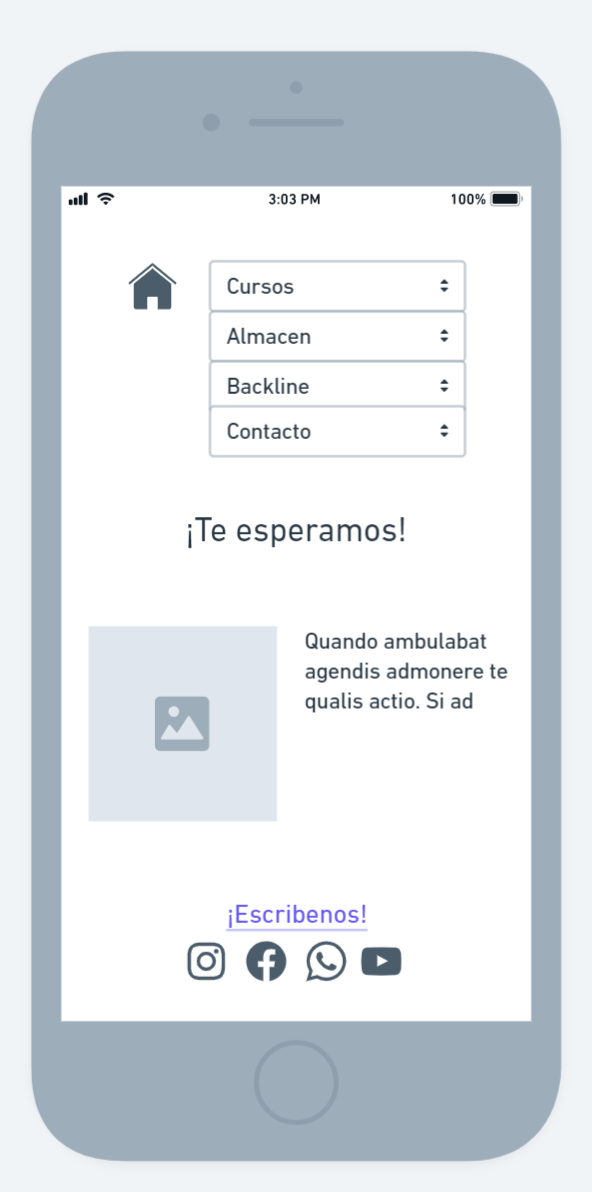 3:03 PM 100%
Cursos
Almacen
Backline
Contacto
¡Te esperamos!
Quando ambulabat
agendis admonere te
qualis actio. Si ad
¡Escribenos!